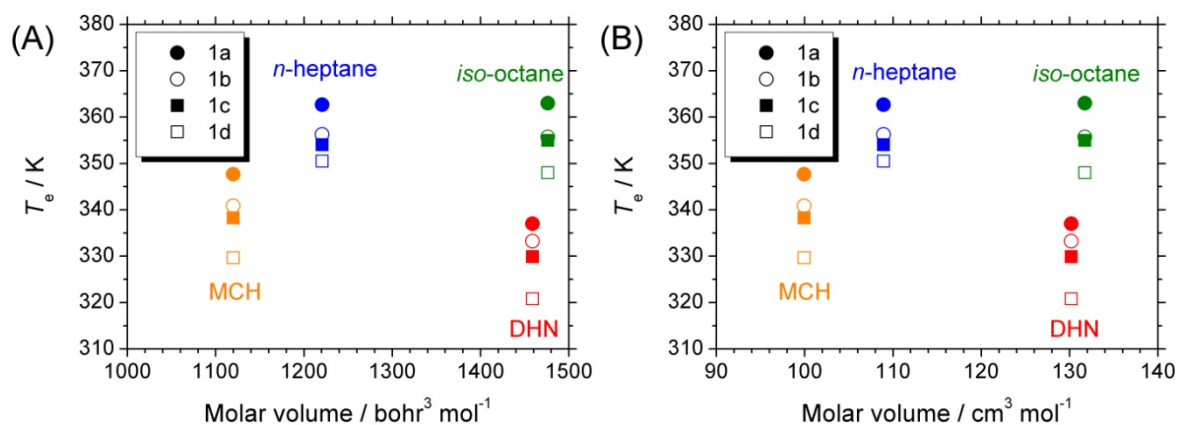 (A)
380
370
360
350
340
330
320
310
Tₑ / K
1a
1b
1c
1d
n-heptane
iso-octane
MCH
DHN
1000 1100 1200 1300 1400 1500
Molar volume / bohr³ mol⁻¹
(B)
380
370
360
350
340
330
320
310
Tₑ / K
1a
1b
1c
1d
n-heptane
iso-octane
MCH
DHN
90 100 110 120 130 140
Molar volume / cm³ mol⁻¹